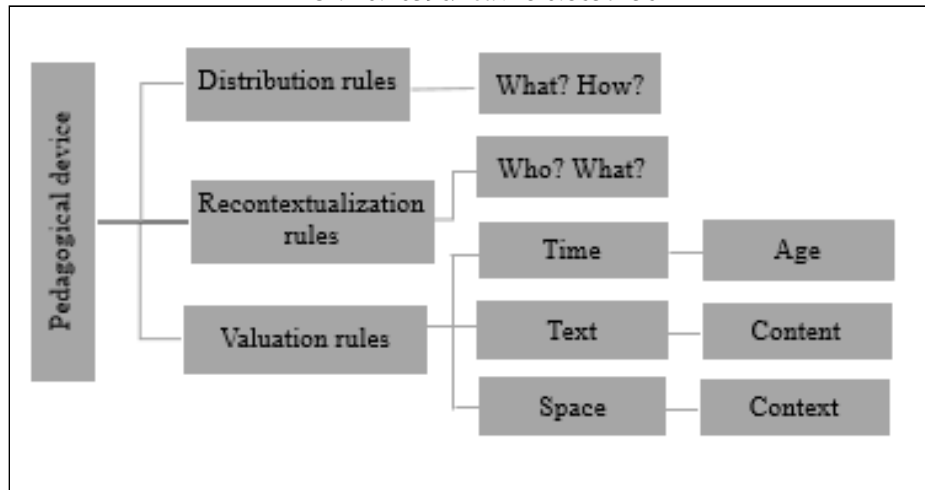 Pedagogical device
Distribution rules
What? How?
Recontextualization
rules
Who? What?
Valuation rules
Time
Age
Text
Content
Space
Context